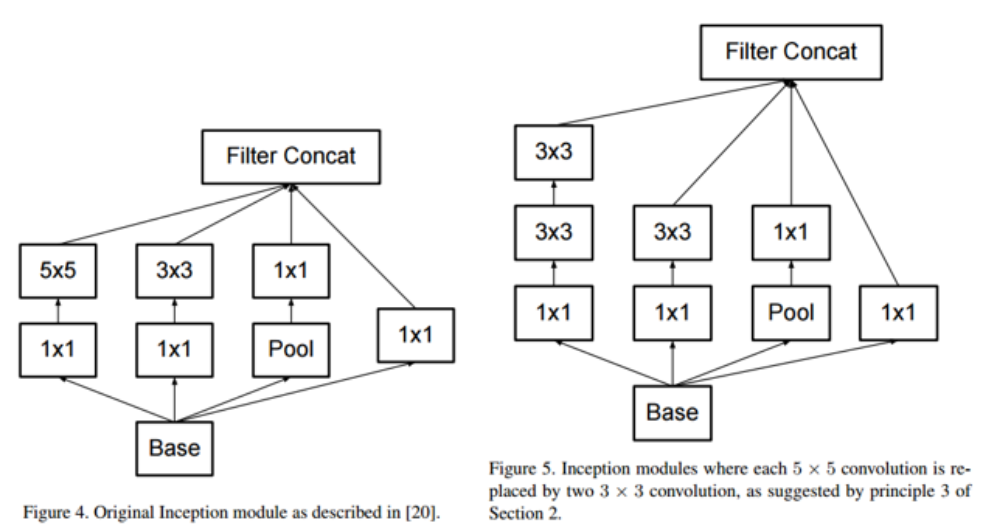 Filter Concat
5x5
3x3
1x1
1x1
1x1
1x1
Pool
Base
Figure 4. Original Inception module as described in [20].
Filter Concat
3x3
3x3
3x3
1x1
1x1
1x1
Pool
1x1
Base
Figure 5. Inception modules where each 5 × 5 convolution is re-
placed by two 3 × 3 convolution, as suggested by principle 3 of
Section 2.